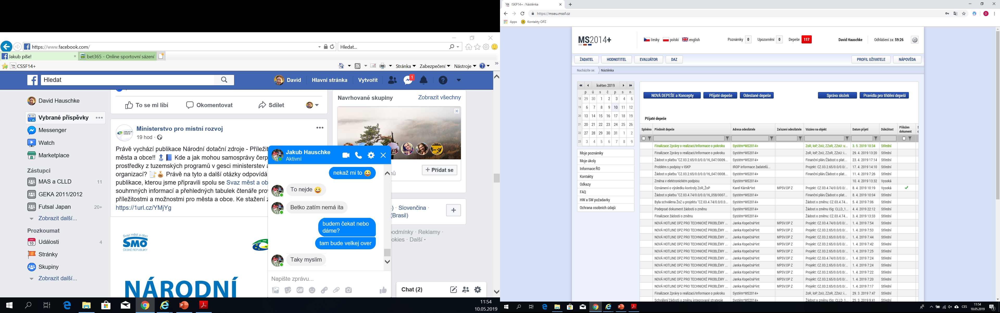 https://www.facebook.com/
Hledat...
Jakub píše!
bet365 - Online sportovní sázení
CSSF14+
Stránka
Zabezpečení
Nástroje
Hledat
David
Hlavní stránka
Vytvořit
1
David Hauschke
Vybrané příspěvky
Messenger
Watch
Marketplace
Zástupci
MAS a CLLD 11
GEKA 2011/2012
Futsal Japan 20+
Zobrazit další...
Prozkoumat
Události 4
Stránky
Skupiny
Zobrazit další...
To se mi líbí
Okomentovat
Sdílet
Ministerstvo pro místní rozvoj
19 hod
Právě vychází publikace Národní dotační zdroje - Příležit
města a obce!! TOP Kde a jak mohou samosprávy čerp
prostředky z tuzemských programů v gesci ministerstev a
organizací? Právě na tyto a další otázky odpovídá
publikace, kterou jsme připravili spolu se Svaz měst a ob
souhrnných informací a přehledných tabulek čtenáře pro
příležitostmi a možnostmi pro města a obce. Ke stažení z
https://1url.cz/YMjYg
Svaz měst a obcí
SMO
ČESKÉ REPUBLIKY
NÁRODNÍ
Navrhované skupiny
Zobrazit všechny
+ Přidat se
· Slovenčina ·
(Brasil)
odmínky · Reklamy ·
okies · Další
Jakub Hauschke
Aktivní
nekaž mi to
To nejde
Betko zatím nemá ita
budem čekat nebo
dáme?
tam bude velkej over
Taky myslim
Napište zprávu...
GIF
Chat (2)
11:54
10.05.2019
ISKP14+ : Nástěnka
https://mseu.mssf.cz
D
Apps
Kontakty OPZ
MS2014+
česky
polski
english
Poznámky 0
Upozornění 0
Depeše 117
David Hauschke
Odhlášení za: 59:26
ŽADATEL
HODNOTITEL
EVALUÁTOR
DAZ
PROFIL UŽIVATELE
NÁPOVĚDA
Nacházíte se: Nástěnka
květen 2019
p ú s č p s n
18 29 30 1 2 3 4 5
19 6 7 8 9 10 11 12
20 13 14 15 16 17 18 19
21 20 21 22 23 24 25 26
22 27 28 29 30 31 1 2
23 3 4 5 6 7 8 9
Moje poznámky
Moje úkoly
Informace ŘO
Kontakty
Odkazy
FAQ
HW a SW požadavky
Ochrana osobních údajů
NOVÁ DEPEŠE a Koncepty
Přijaté depeše
Odeslané depeše
Správa složek
Pravidla pro třídění depeší
Přijaté depeše
Splněno Předmět depeše Adresa odesílatele Zařazení odesílatele Vázáno na objekt Datum přijetí Důležitost Přiložen dokument
Finalizace Zprávy o realizaci/Informace o pokroku Systém*MS2014+ ZoR, IoP, ZoU, ZZoR, ZZoU: u... 3. 5. 2019 10:34 Střední
Finalizace Zprávy o realizaci/Informace o pokroku Systém*MS2014+ ZoR, IoP, ZoU, ZZoR, ZZoU: i... 29. 4. 2019 13:20 Střední
Žádost o platbu "CZ.03.2.65/0.0/0.0/16_047/0009... Systém*MS2014+ Finanční plán/Žádost o plat... 23. 4. 2019 17:14 Střední
Problém s podpisy v ISKP IROP informace žadatelů... Projekt: CZ.03.2.65/0.0/0.0/... 17. 4. 2019 14:10 Střední
Žádost o platbu "CZ.03.2.65/0.0/0.0/16_047/0008... Systém*MS2014+ Finanční plán/Žádost o plat... 11. 4. 2019 7:26 Střední
Změna v elektronickém podpisu Systém*MS2014+ 10. 4. 2019 13:32 Vysoká
Oznámení o výsledku kontroly ZoR_ŽoP Karel Kárník*int MPSV.OP Z Projekt: CZ.03.4.74/0.0/0.0/... 8. 4. 2019 10:19 Vysoká
Žádost o platbu "CZ.03.4.74/0.0/0.0/16_058/0007... Systém*MS2014+ Finanční plán/Žádost o plat... 8. 4. 2019 10:04 Střední
Byla schválena ŽoZ u projektu "CZ.03.4.74/0.0/0.0... Systém*MS2014+ Žádost o změnu: CZ.03.4.74... 5. 4. 2019 7:06 Střední
Podepsat dokument žádosti o změnu Systém*MS2014+ Žádost o změnu ISg: CLLD_1... 4. 4. 2019 22:12 Střední
Finalizace žádosti o změnu Systém*MS2014+ Žádost o změnu: CZ.03.4.74... 3. 4. 2019 13:33 Střední
NOVÁ HOTLINE OPZ PRO TECHNICKÉ PROBLÉMY ... Janka Kopečná*int MPSV.OP Z Projekt: CZ.03.4.74/0.0/0.0/... 1. 4. 2019 7:54 Střední
NOVÁ HOTLINE OPZ PRO TECHNICKÉ PROBLÉMY ... Janka Kopečná*int MPSV.OP Z Projekt: CZ.03.2.65/0.0/0.0/... 1. 4. 2019 7:53 Střední
NOVÁ HOTLINE OPZ PRO TECHNICKÉ PROBLÉMY ... Janka Kopečná*int MPSV.OP Z Projekt: CZ.03.2.65/0.0/0.0/... 1. 4. 2019 7:44 Střední
NOVÁ HOTLINE OPZ PRO TECHNICKÉ PROBLÉMY ... Janka Kopečná*int MPSV.OP Z Projekt: CZ.03.2.65/0.0/0.0/... 1. 4. 2019 7:42 Střední
NOVÁ HOTLINE OPZ PRO TECHNICKÉ PROBLÉMY ... Janka Kopečná*int MPSV.OP Z Projekt: CZ.03.2.65/0.0/0.0/... 1. 4. 2019 7:25 Střední
NOVÁ HOTLINE OPZ PRO TECHNICKÉ PROBLÉMY ... Janka Kopečná*int MPSV.OP Z Projekt: CZ.03.4.74/0.0/0.0/... 1. 4. 2019 7:24 Střední
NOVÁ HOTLINE OPZ PRO TECHNICKÉ PROBLÉMY ... Janka Kopečná*int MPSV.OP Z Projekt: CZ.03.2.65/0.0/0.0/... 1. 4. 2019 7:24 Střední
NOVÁ HOTLINE OPZ PRO TECHNICKÉ PROBLÉMY ... Janka Kopečná*int MPSV.OP Z Projekt: CZ.03.2.65/0.0/0.0/... 1. 4. 2019 7:22 Střední
NOVÁ HOTLINE OPZ PRO TECHNICKÉ PROBLÉMY ... Janka Kopečná*int MPSV.OP Z Projekt: CZ.03.2.65/0.0/0.0/... 1. 4. 2019 7:20 Střední
NOVÁ HOTLINE OPZ PRO TECHNICKÉ PROBLÉMY ... Janka Kopečná*int MPSV.OP Z Projekt: CZ.03.2.65/0.0/0.0/... 1. 4. 2019 7:17 Střední
Finalizace Zprávy o realizaci/Informace o pokroku Systém*MS2014+ ZoR, IoP, ZoU, ZZoR, ZZoU: i... 29. 3. 2019 7:47 Střední
Schválení žádosti o změnu integrované strategie Systém*MS2014+ Žádost o změnu ISg: CLLD_1... 25. 3. 2019 9:41 Střední
CES
11:54
10.05.2019